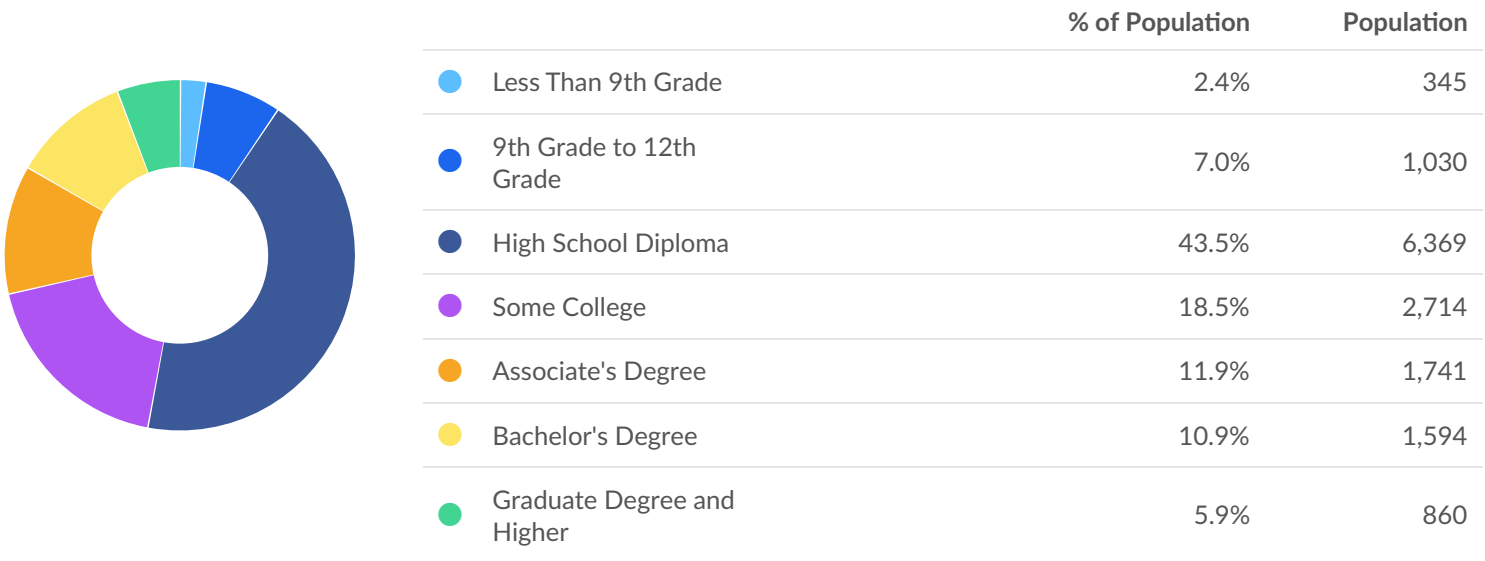 % of Population Population
Less Than 9th Grade 2.4% 345
9th Grade to 12th
Grade 7.0% 1,030
High School Diploma 43.5% 6,369
Some College 18.5% 2,714
Associate's Degree 11.9% 1,741
Bachelor's Degree 10.9% 1,594
Graduate Degree and
Higher 5.9% 860